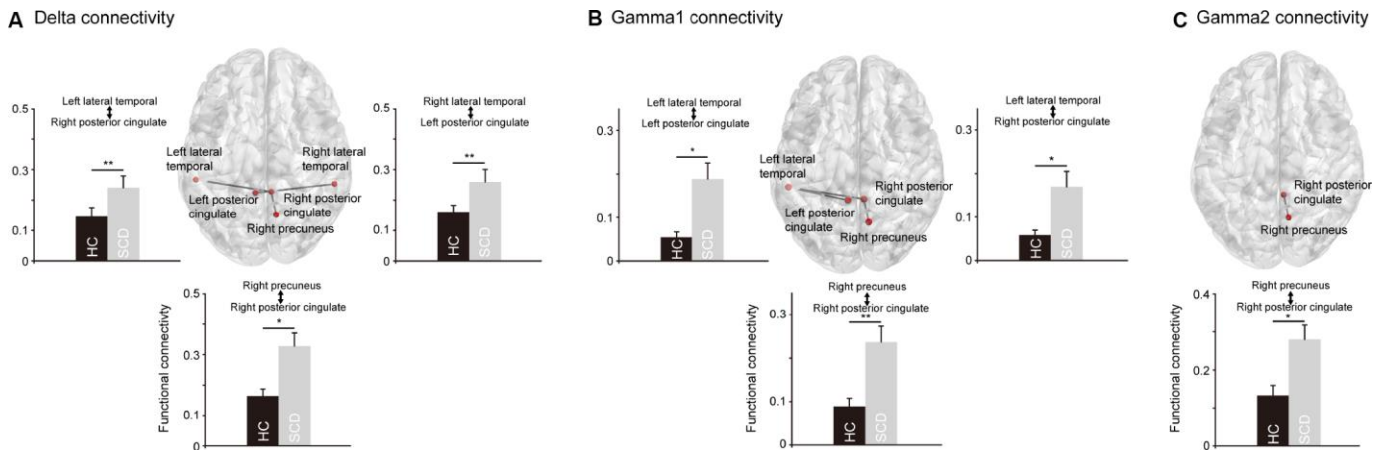 A Delta connectivity
0.5
0.3
0.1
0
Left lateral temporal
Right posterior cingulate
**
HC
SCD
Left lateral
temporal
Right lateral
temporal
Left posterior
cingulate
Right posterior
cingulate
Right precuneus
0.5
0.3
0.1
0
Right lateral temporal
Left posterior cingulate
**
HC
SCD
Functional connectivty
0.5
0.3
0.1
0
Right precuneus
Right posterior cingulate
*
HC
SCD
B Gamma1 connectivity
0.3
0.1
0
Left lateral temporal
Left posterior cingulate
*
HC
SCD
Left lateral
temporal
Right posterior
cingulate
Left posterior
cingulate
Right precuneus
0.3
0.1
0
Left lateral temporal
Right posterior cingulate
*
HC
SCD
Functional connectivity
0.3
0.1
0
Right precuneus
Right posterior cingulate
**
HC
SCD
C Gamma2 connectivity
Right posterior
cingulate
Right precuneus
Functional connectivity
0.4
0.2
0.1
0
Right precuneus
Right posterior cingulate
*
HC
SCD